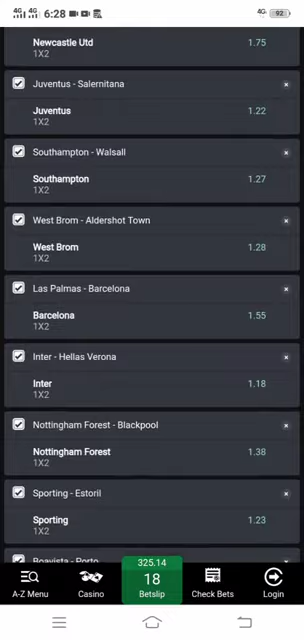 4G 4G 6:28 4G 92
Newcastle Utd 1.75
1X2
Juventus - Salernitana
Juventus 1.22
1X2
Southampton - Walsall
Southampton 1.27
1X2
West Brom - Aldershot Town
West Brom 1.28
1X2
Las Palmas - Barcelona
Barcelona 1.55
1X2
Inter - Hellas Verona
Inter 1.18
1X2
Nottingham Forest - Blackpool
Nottingham Forest 1.38
1X2
Sporting - Estoril
Sporting 1.23
1X2
Boavista - Porto
325.14
18
A-Z Menu Casino Betslip Check Bets Login